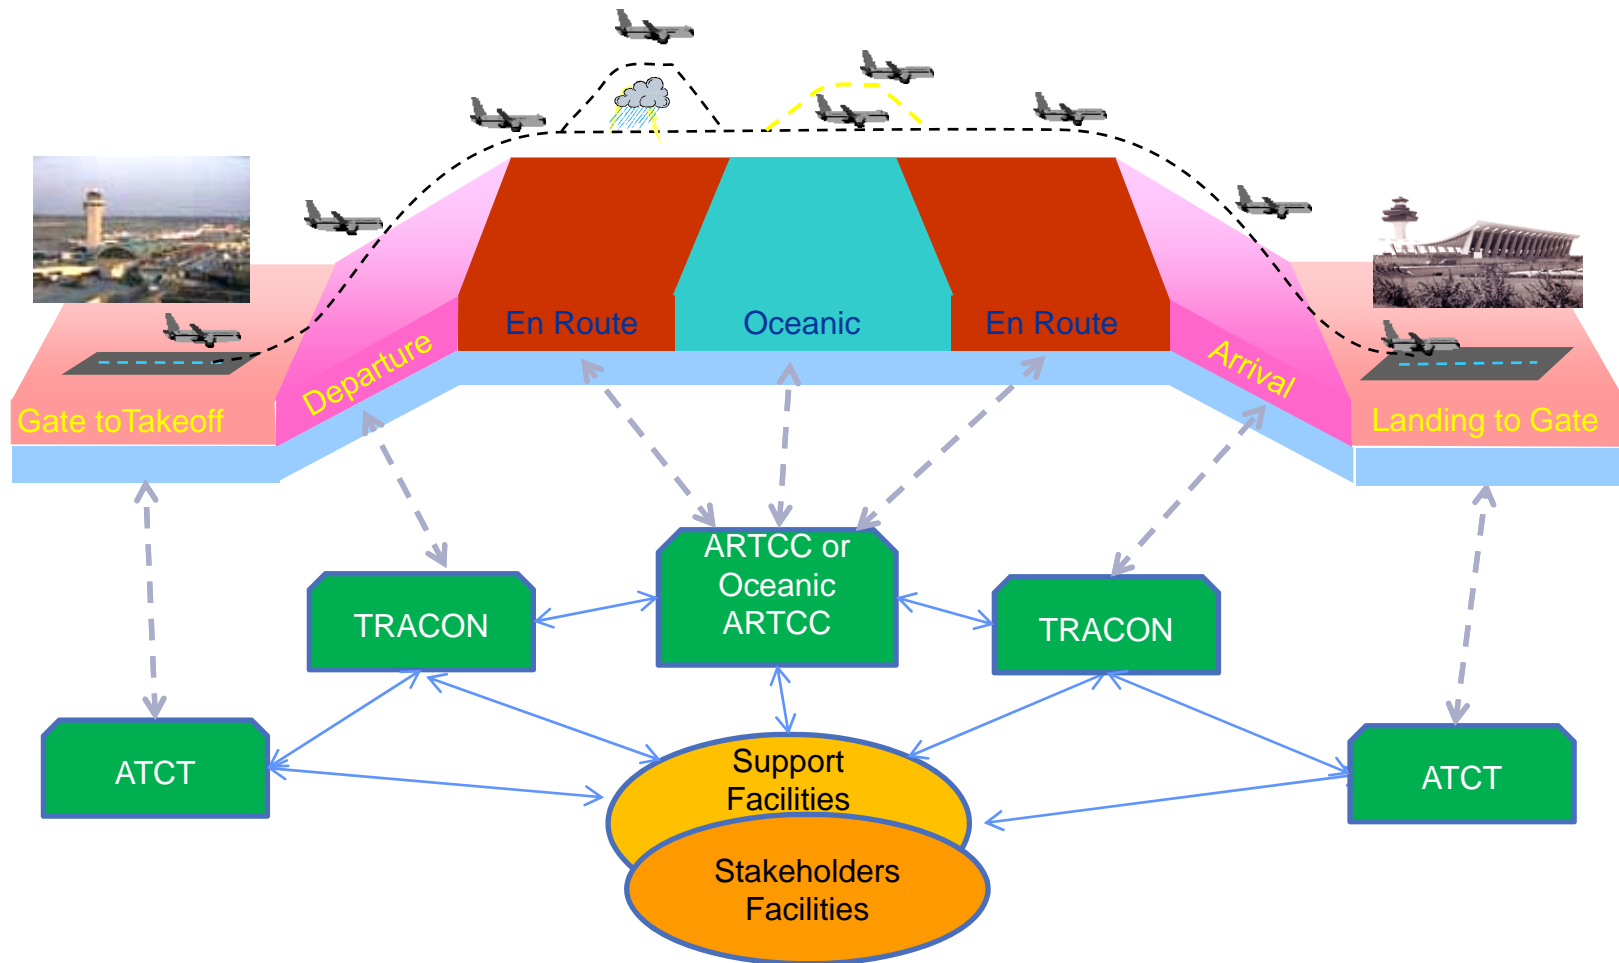 En Route
Oceanic
En Route
Departure
Arrival
Gate toTakeoff
Landing to Gate
ARTCC or
Oceanic
ARTCC
TRACON
TRACON
ATCT
ATCT
Support
Facilities
Stakeholders
Facilities